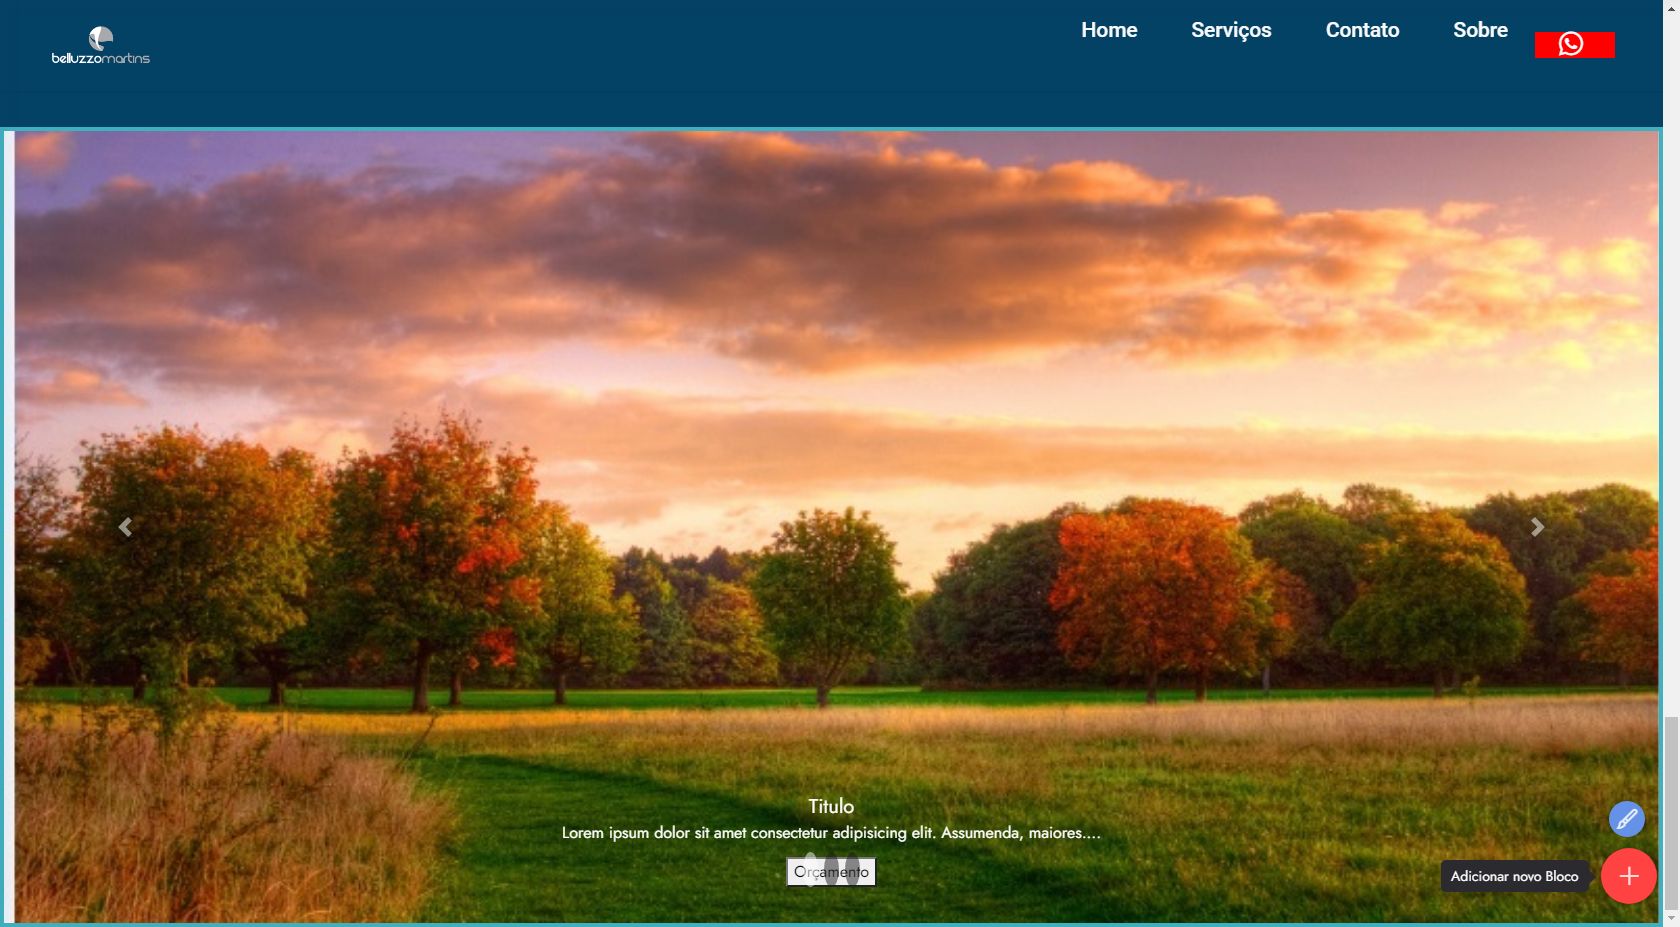 belluzzomartins
Home Serviços Contato Sobre
Titulo
Lorem ipsum dolor sit amet consectetur adipisicing elit. Assumenda, maiores....
Orçamento
Adicionar novo Bloco